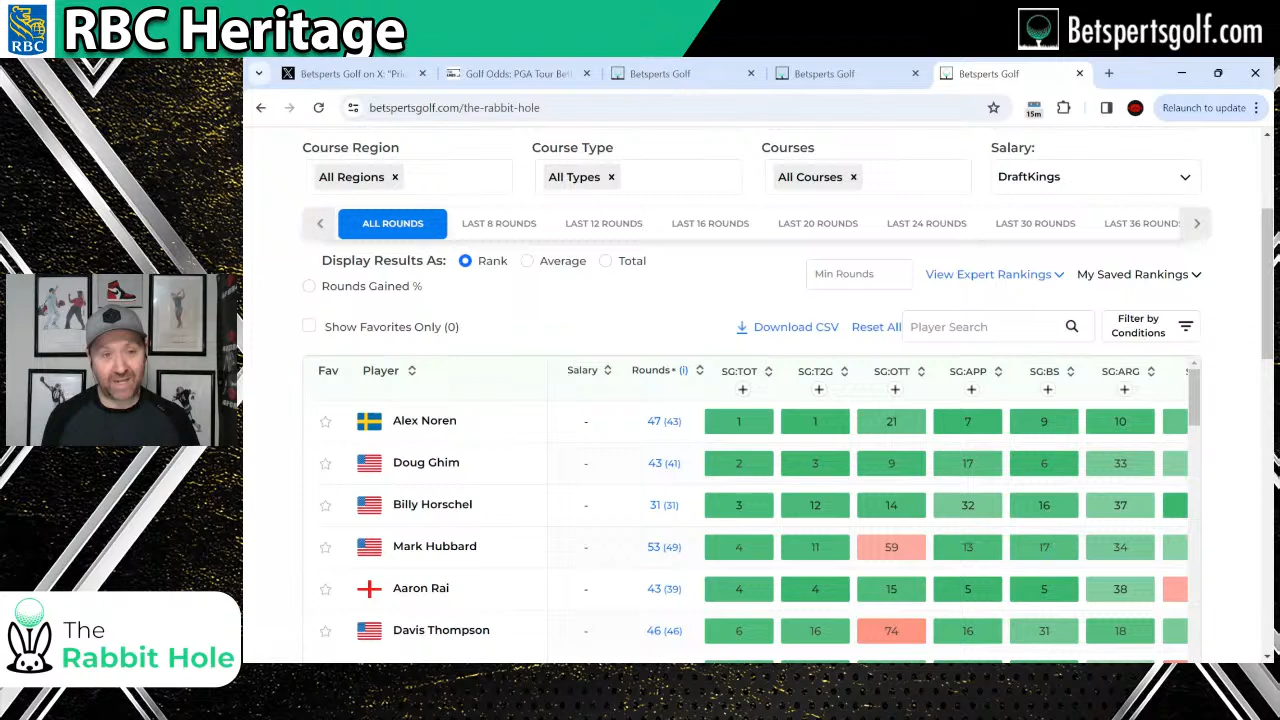 RBC
RBC Heritage
Betspertsgolf.com
Betsperts Golf on X: "Pric
Golf Odds: PGA Tour Bet
Betsperts Golf
Betsperts Golf
Betsperts Golf
betspertsgolf.com/the-rabbit-hole
15m
Relaunch to update
Course Region
Course Type
Courses
Salary:
All Regions ×
All Types ×
All Courses ×
DraftKings
ALL ROUNDS
LAST 8 ROUNDS
LAST 12 ROUNDS
LAST 16 ROUNDS
LAST 20 ROUNDS
LAST 24 ROUNDS
LAST 30 ROUNDS
LAST 36 ROUND
Display Results As:
Rank
Average
Total
Rounds Gained %
Min Rounds
View Expert Rankings
My Saved Rankings
Show Favorites Only (0)
Download CSV
Reset All
Player Search
Filter by
Conditions
Fav Player Salary Rounds* (i) SG:TOT SG:T2G SG:OTT SG:APP SG:BS SG:ARG
+ + + + + +
Alex Noren - 47 (43) 1 1 21 7 9 10
Doug Ghim - 43 (41) 2 3 9 17 6 33
Billy Horschel - 31 (31) 3 12 14 32 16 37
Mark Hubbard - 53 (49) 4 11 59 13 17 34
Aaron Rai - 43 (39) 4 4 15 5 5 38
Davis Thompson - 46 (46) 6 16 74 16 31 18
The
Rabbit Hole